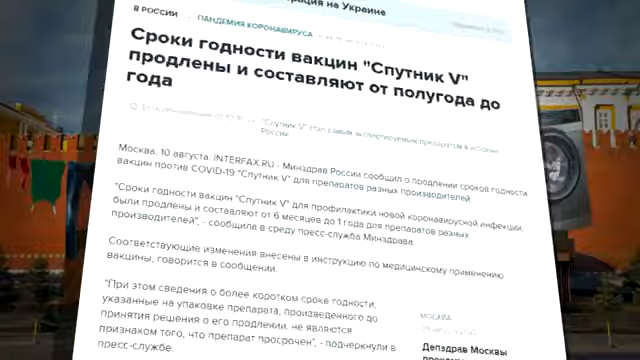 рация на Украине
В РОССИИ
ПАНДЕМИЯ КОРОНАВИРУСА
Сроки годности вакцин "Спутник V"
продлены и составляют от полугода до
года
"Спутник V" стал самым экспортируемым препаратом в истории
России
Москва. 10 августа. INTERFAX.RU - Минздрав России сообщил о продлении сроков годности
вакцин против COVID-19 "Спутник V" для препаратов разных производителей.
"Сроки годности вакцин "Спутник V" для профилактики новой коронавирусной инфекции,
были продлены и составляют от 6 месяцев до 1 года для препаратов разных
производителей", - сообщила в среду пресс-служба Минздрава.
Соответствующие изменения внесены в инструкцию по медицинскому применению
вакцины, говорится в сообщении.
"При этом сведения о более коротком сроке годности,
указанные на упаковке препарата, произведенного до
принятия решения о его продлении, не являются
признаком того, что препарат просрочен", - подчеркнули в
пресс-службе.
МОСКВА
Депздрав Москвы